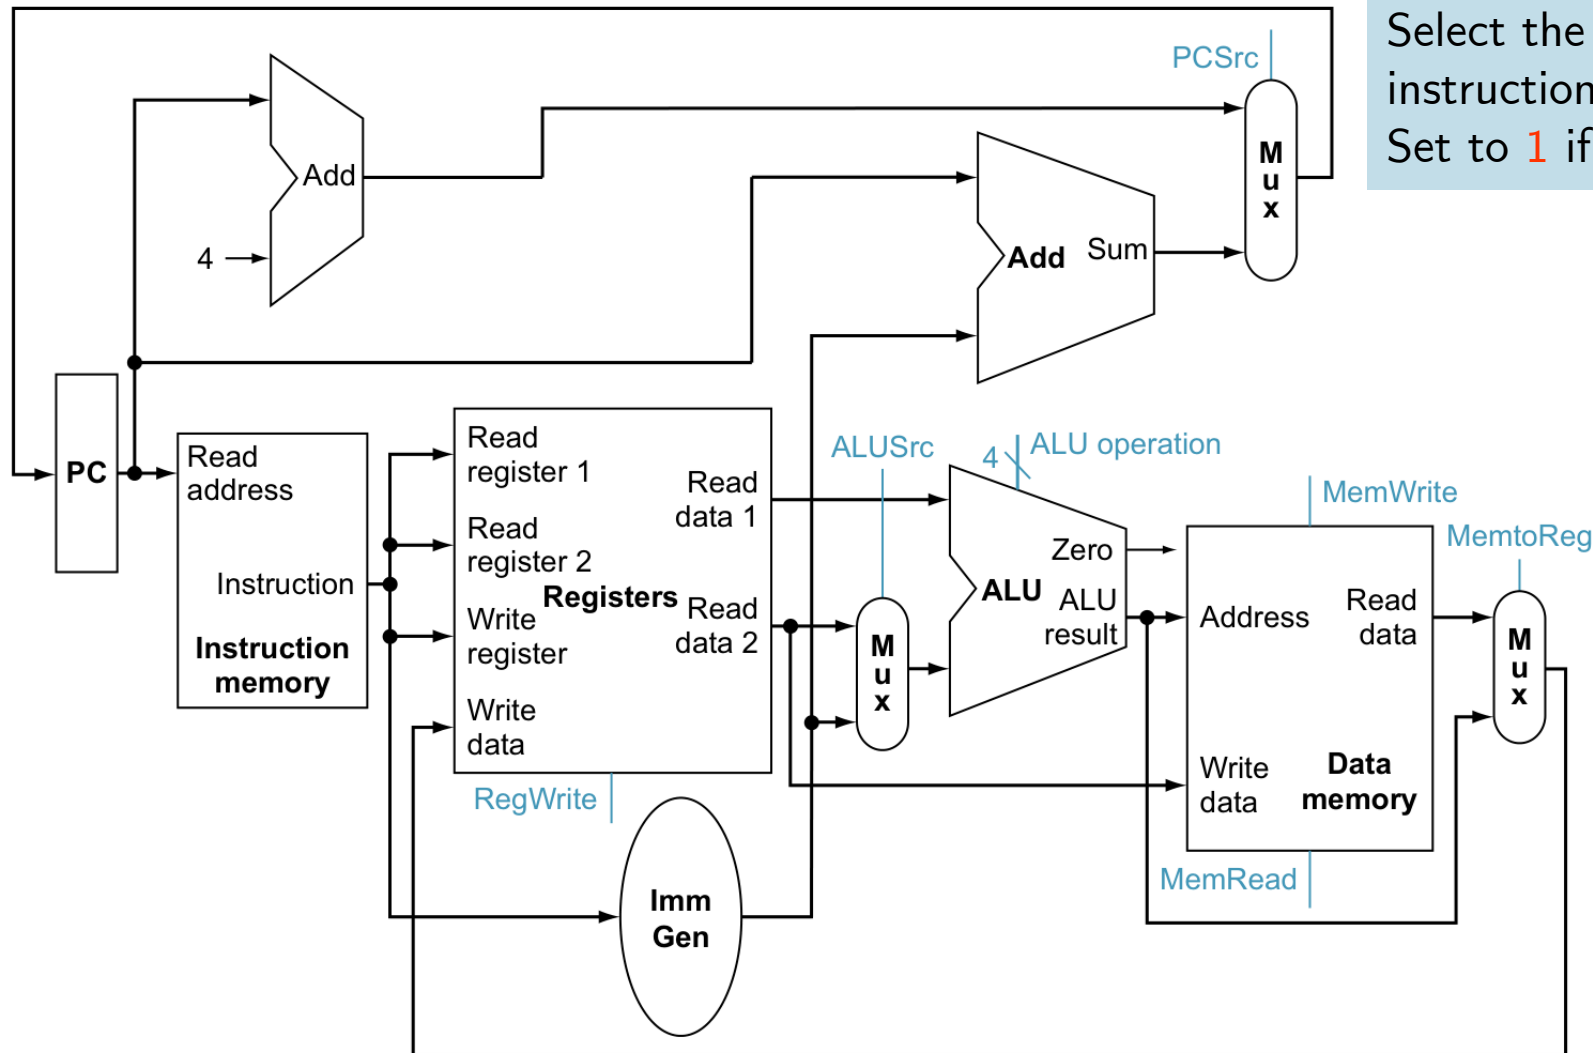 Select the
instruction
Set to 1 if
PCSrc
M
u
x
Add
4
Add
Sum
PC
Read
address
Instruction
Instruction
memory
Read
register 1
Read
register 2
Write
register
Write
data
Registers
Read
data 1
Read
data 2
RegWrite
Imm
Gen
ALUSrc
M
u
x
4
ALU operation
Zero
ALU
ALU
result
MemWrite
Address
Read
data
Write
data
Data
memory
MemRead
MemtoReg
M
u
x